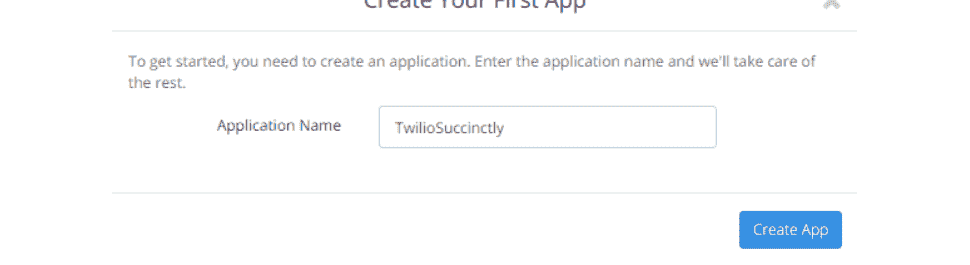 Create Your First App
To get started, you need to create an application. Enter the application name and we'll take care of
the rest.
Application Name
TwilioSuccinctly
Create App